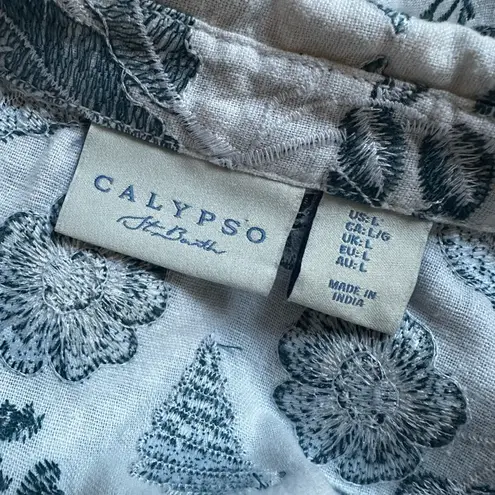 CALYPSO
St. Barth
US: L
CA: L/G
UK: L
EU: L
AU: L
MADE IN
INDIA